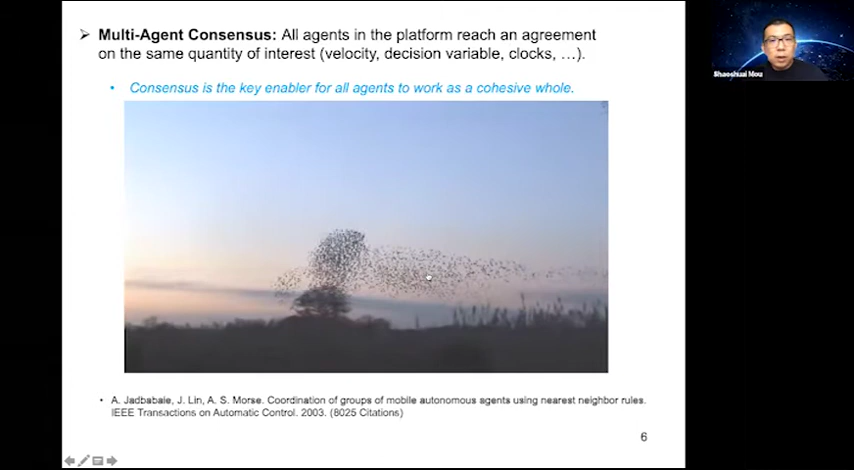 ➢ Multi-Agent Consensus: All agents in the platform reach an agreement
on the same quantity of interest (velocity, decision variable, clocks, …).
• Consensus is the key enabler for all agents to work as a cohesive whole.
• A. Jadbabaie, J. Lin, A. S. Morse. Coordination of groups of mobile autonomous agents using nearest neighbor rules.
IEEE Transactions on Automatic Control. 2003. (8025 Citations)
6
Shaoshuai Mou